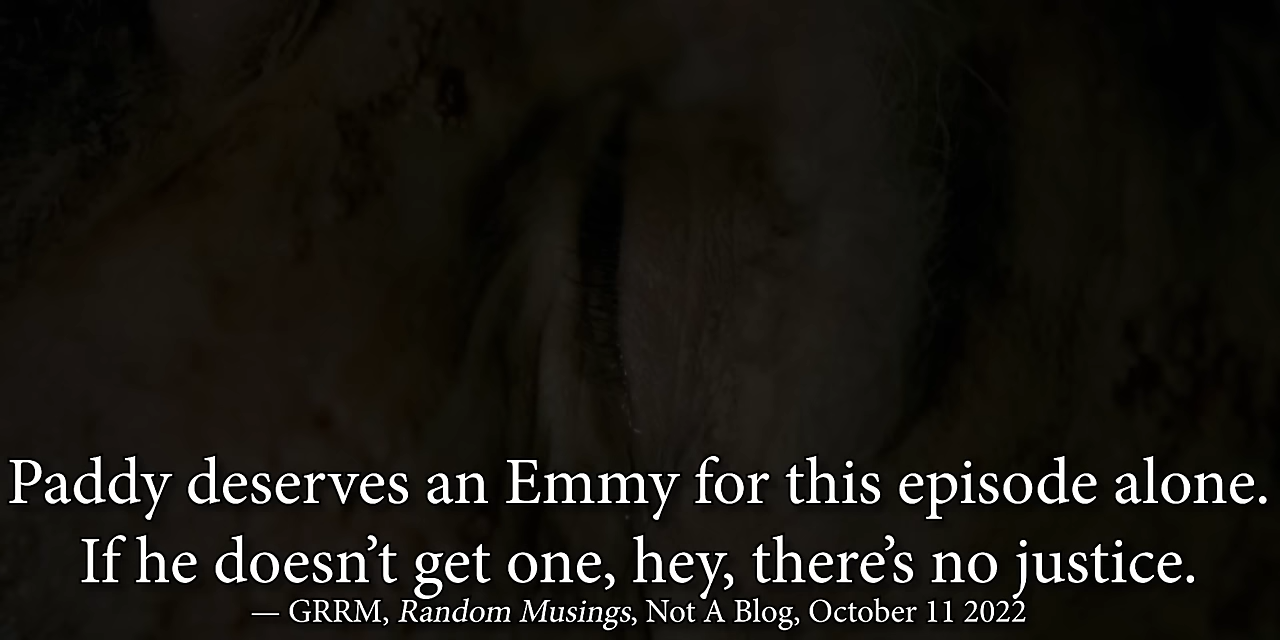 Paddy deserves an Emmy for this episode alone.
If he doesn’t get one, hey, there’s no justice.
— GRRM, Random Musings, Not A Blog, October 11 2022